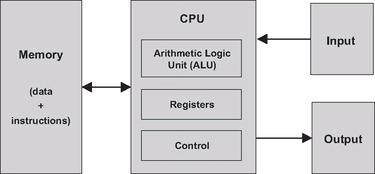 Memory
(data
+
instructions)
CPU
Arithmetic Logic
Unit (ALU)
Registers
Control
Input
Output